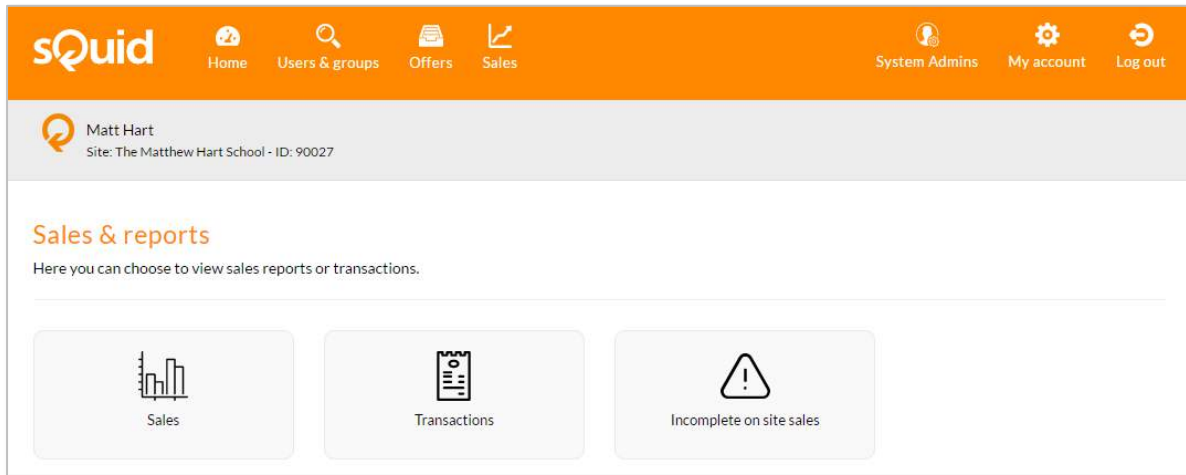 sQuid
Home Users & groups Offers Sales
System Admins My account Log out
Matt Hart
Site: The Matthew Hart School - ID: 90027
Sales & reports
Here you can choose to view sales reports or transactions.
Sales
Transactions
Incomplete on site sales